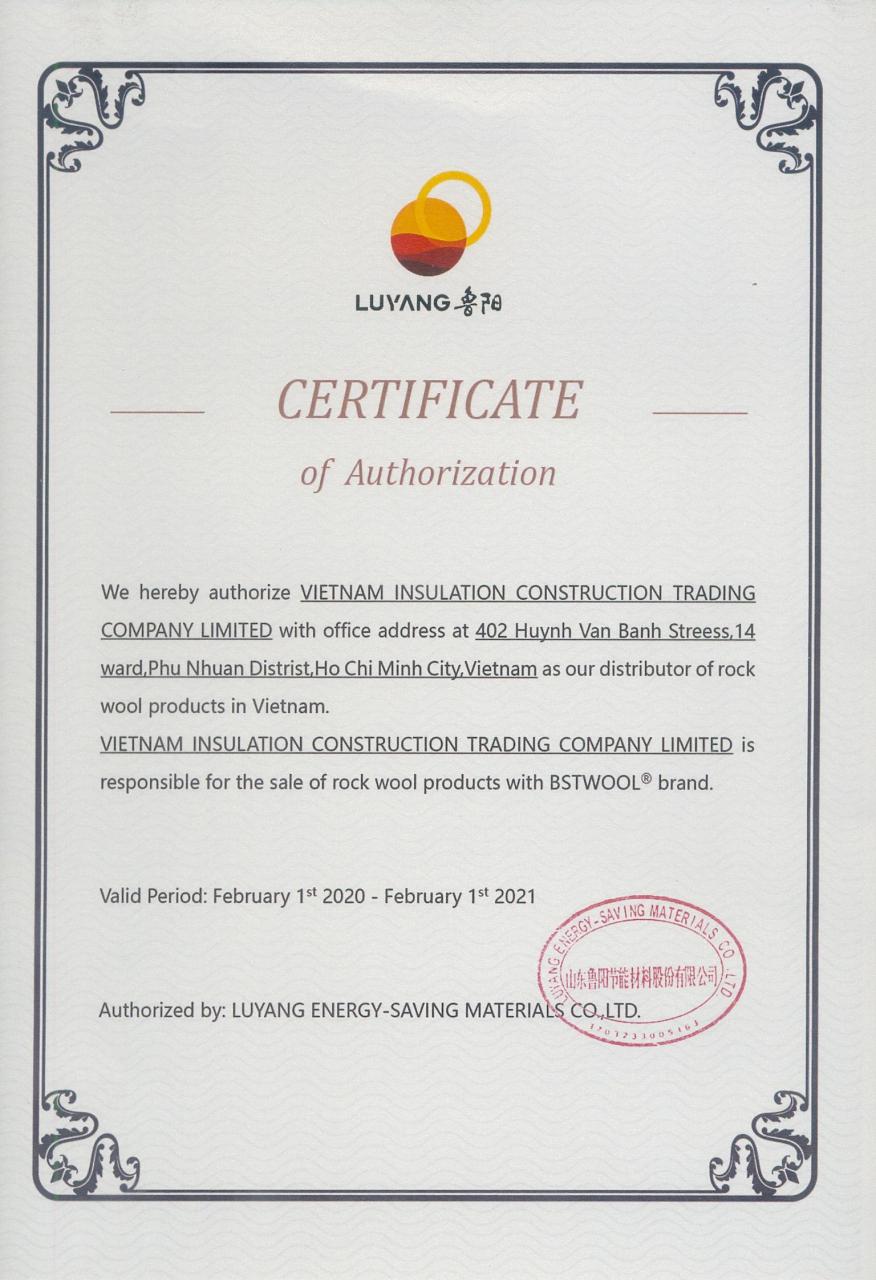 LUYANG 鲁阳
CERTIFICATE
of Authorization
We hereby authorize VIETNAM INSULATION CONSTRUCTION TRADING
COMPANY LIMITED with office address at 402 Huynh Van Banh Streess,14
ward,Phu Nhuan Distrist,Ho Chi Minh City,Vietnam as our distributor of rock
wool products in Vietnam.
VIETNAM INSULATION CONSTRUCTION TRADING COMPANY LIMITED is
responsible for the sale of rock wool products with BSTWOOL® brand.
Valid Period: February 1st 2020 - February 1st 2021
LUYANG ENERGY-SAVING MATERIALS CO.,LTD
山东鲁阳节能材料股份有限公司
Authorized by: LUYANG ENERGY-SAVING MATERIALS CO.,LTD.